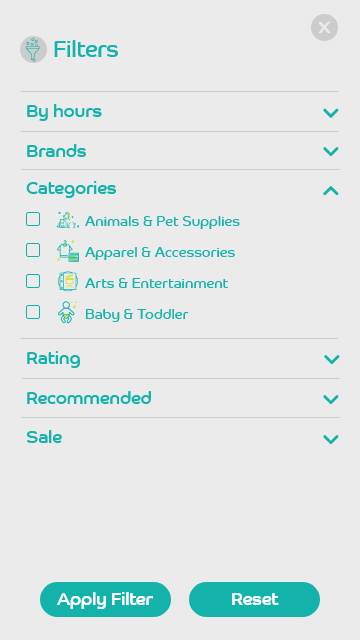 Filters
By hours
Brands
Categories
Animals & Pet Supplies
Apparel & Accessories
Arts & Entertainment
Baby & Toddler
Rating
Recommended
Sale
Apply Filter
Reset